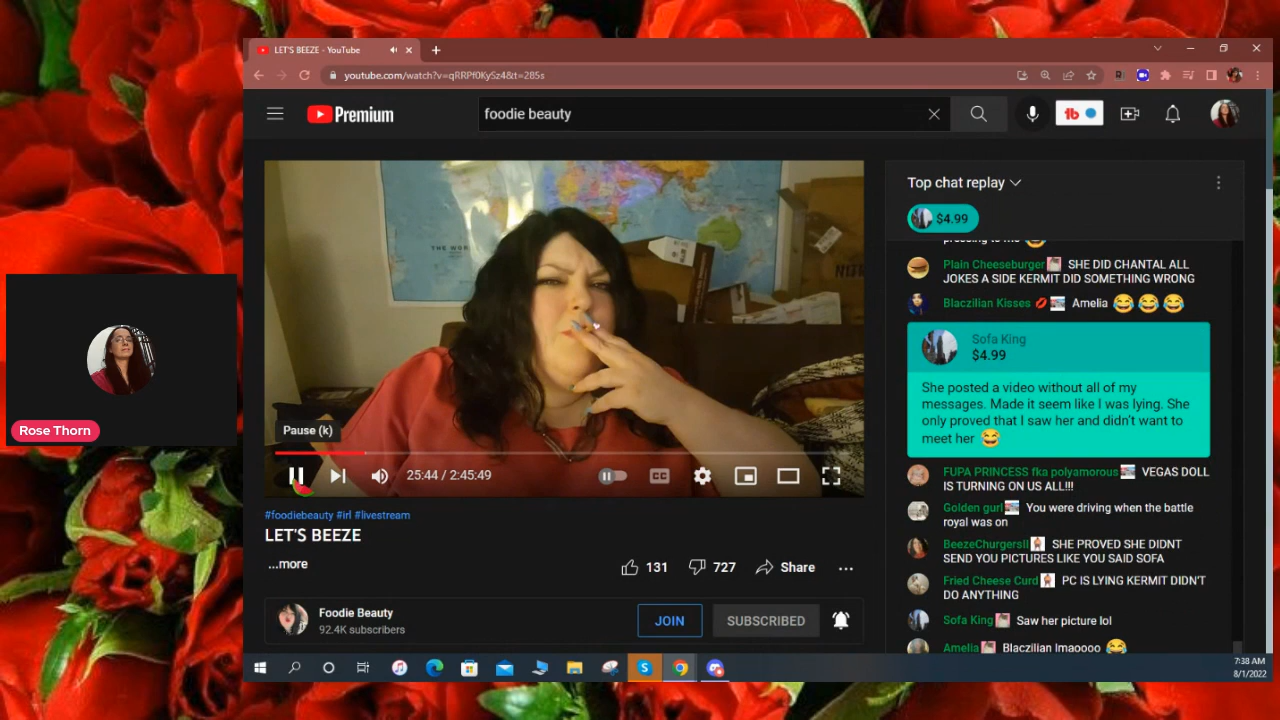 LET'S BEEZE - YouTube
youtube.com/watch?v=qRRPf0KySz4&t=285s
Premium
foodie beauty
tb
THE WOR
Pause (k)
25:44 / 2:45:49
CC
#foodiebeauty #irl #livestream
LET'S BEEZE
...more
131
727
Share
Foodie Beauty
92.4K subscribers
JOIN
SUBSCRIBED
Top chat replay
$4.99
Plain Cheeseburger SHE DID CHANTAL ALL
JOKES A SIDE KERMIT DID SOMETHING WRONG
Blaczilian Kisses Amelia
Sofa King
$4.99
She posted a video without all of my
messages. Made it seem like I was lying. She
only proved that I saw her and didn't want to
meet her
FUPA PRINCESS fka polyamorous VEGAS DOLL
IS TURNING ON US ALL!!!
Golden gurl You were driving when the battle
royal was on
BeezeChurgersII SHE PROVED SHE DIDNT
SEND YOU PICTURES LIKE YOU SAID SOFA
Fried Cheese Curd PC IS LYING KERMIT DIDN'T
DO ANYTHING
Sofa King Saw her picture lol
Amelia Blaczilian lmaoooo
Rose Thorn
7:38 AM
8/1/2022